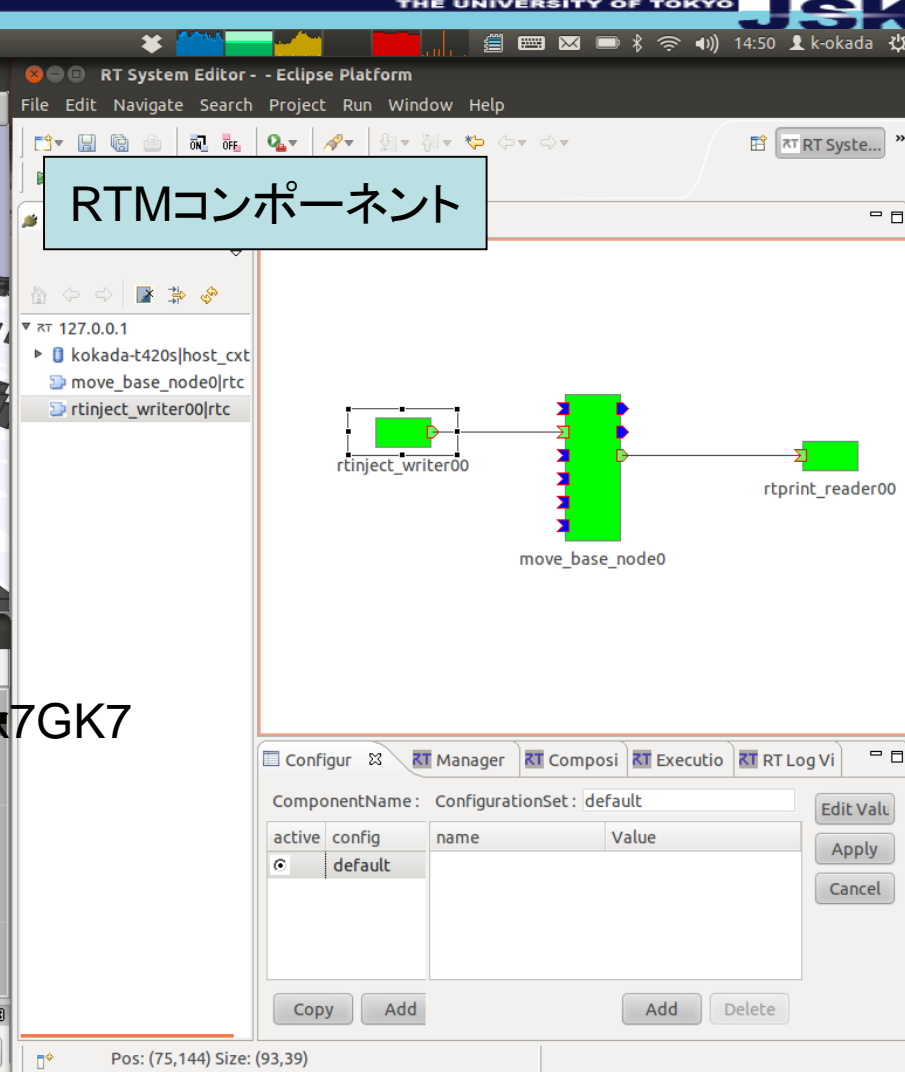 THE UNIVERSITY OF TOKYO
JSK
14:50 k-okada
RT System Editor - - Eclipse Platform
File Edit Navigate Search Project Run Window Help
RT Syste... »
RTMコンポーネント
127.0.0.1
kokada-t420s|host_cxt
move_base_node0|rtc
rtinject_writer00|rtc
rtinject_writer00
rtprint_reader00
move_base_node0
7GK7
Configur Manager Composi Executio RT Log Vi
ComponentName: ConfigurationSet: default
Edit Valu
active config name Value
Apply
default
Cancel
Copy Add Add Delete
Pos: (75,144) Size: (93,39)